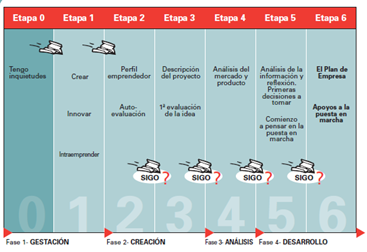 Etapa 0 Etapa 1 Etapa 2 Etapa 3 Etapa 4 Etapa 5 Etapa 6
Tengo
inquietudes
Crear
Innovar
Intraemprender
Perfil
emprendedor
Auto-
evaluación
Descripción
del proyecto
1ª evaluación
de la idea
Análisis del
mercado y
producto
Análisis de la
información y
reflexión.
Primeras
decisiones a
tomar
Comienzo
a pensar en la
puesta en
marcha
El Plan de
Empresa
Apoyos a la
puesta en
marcha
SIGO ? SIGO ? SIGO ? SIGO ?
0 1 2 3 4 5 6
Fase 1- GESTACIÓN Fase 2- CREACIÓN Fase 3- ANÁLISIS Fase 4- DESARROLLO